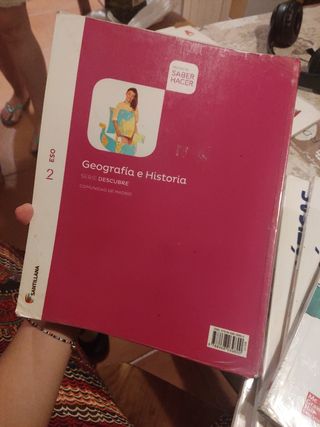 PROYECTO
SABER
HACER
Geografía e Historia
SERIE DESCUBRE
COMUNIDAD DE MADRID
2 ESO
SANTILLANA